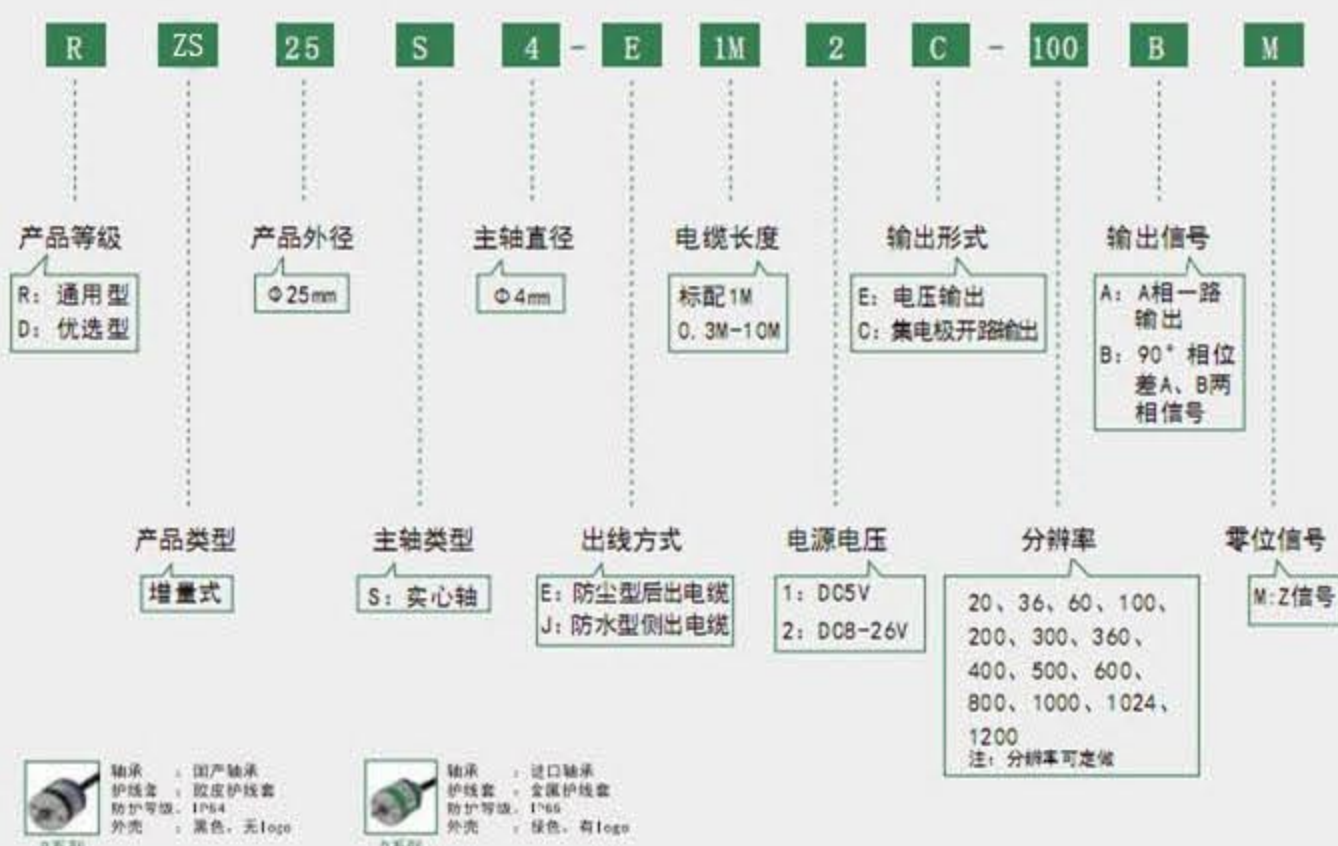 R ZS 25 S 4 - E 1M 2 C - 100 B M
产品等级
R: 通用型
D: 优选型
产品外径
Φ25mm
主轴直径
Φ4mm
电缆长度
标配1M
0.3M-10M
输出形式
E: 电压输出
C: 集电极开路输出
输出信号
A: A相一路
输出
B: 90°相位
差A、B两
相信号
产品类型
增量式
主轴类型
S: 实心轴
出线方式
E: 防尘型后出电缆
J: 防水型侧出电缆
电源电压
1: DC5V
2: DC8-26V
分辨率
20、36、60、100、
200、300、360、
400、500、600、
800、1000、1024、
1200
注: 分辨率可定做
零位信号
M:Z信号
轴承 : 国产轴承
护线套 : 胶皮护线套
防护等级. IP64
外壳 : 黑色. 无logo
轴承 : 进口轴承
护线套 : 金属护线套
防护等级. IP66
外壳 : 绿色. 有logo